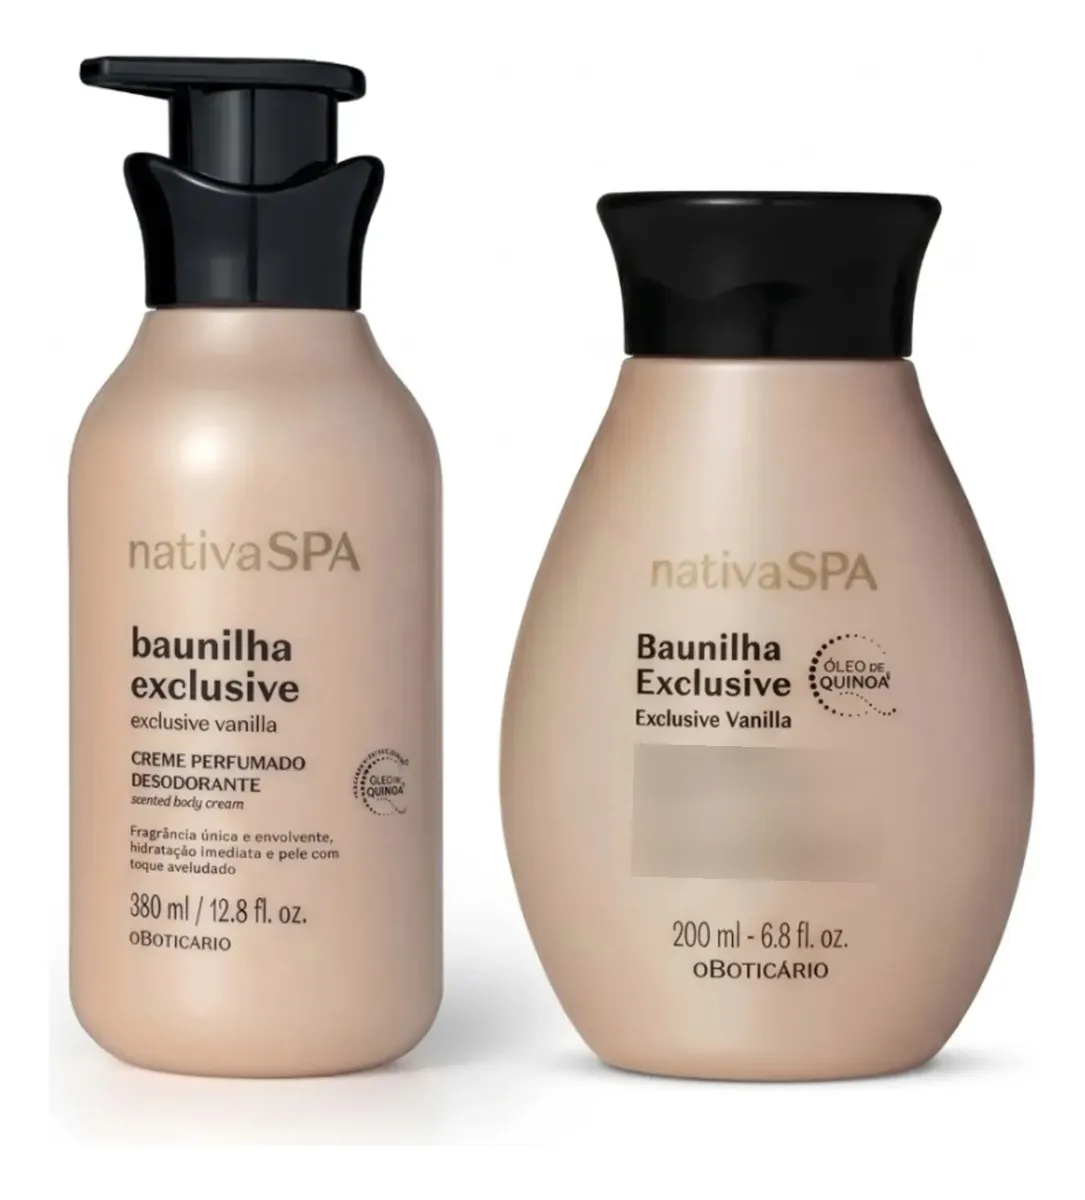 nativaSPA
baunilha
exclusive
exclusive vanilla
CREME PERFUMADO
DESODORANTE
scented body cream
ÓLEO DE
QUINOA
Fragrância única e envolvente,
hidratação imediata e pele com
toque aveludado
380 ml / 12.8 fl. oz.
oBOTICÁRIO
nativaSPA
Baunilha
Exclusive
Exclusive Vanilla
ÓLEO DE
QUINOA
200 ml - 6.8 fl. oz.
oBOTICÁRIO